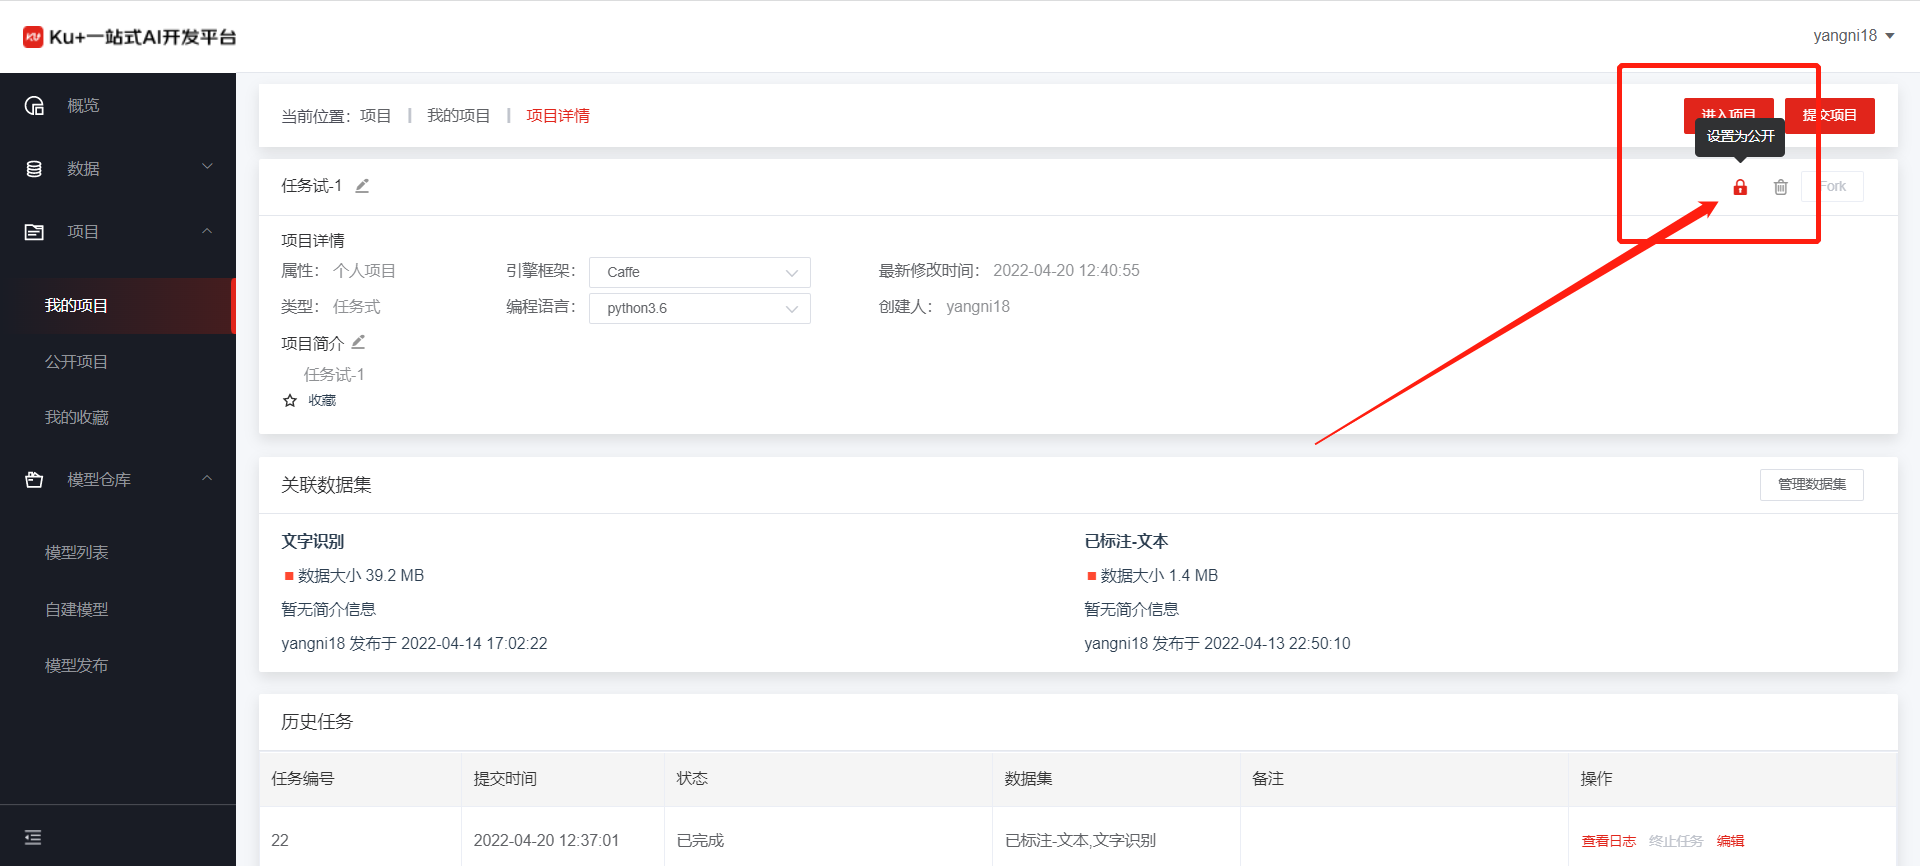 Ku+一站式AI开发平台
yangni18
概览
数据
项目
我的项目
公开项目
我的收藏
模型仓库
模型列表
自建模型
模型发布
当前位置：项目 | 我的项目 | 项目详情
进入项目
提交项目
设置为公开
任务试-1
Fork
项目详情
属性： 个人项目
引擎框架： Caffe
最新修改时间： 2022-04-20 12:40:55
类型： 任务式
编程语言： python3.6
创建人： yangni18
项目简介
任务试-1
收藏
关联数据集
管理数据集
文字识别
数据大小 39.2 MB
暂无简介信息
yangni18 发布于 2022-04-14 17:02:22
已标注-文本
数据大小 1.4 MB
暂无简介信息
yangni18 发布于 2022-04-13 22:50:10
历史任务
任务编号 提交时间 状态 数据集 备注 操作
22 2022-04-20 12:37:01 已完成 已标注-文本,文字识别 查看日志 终止任务 编辑